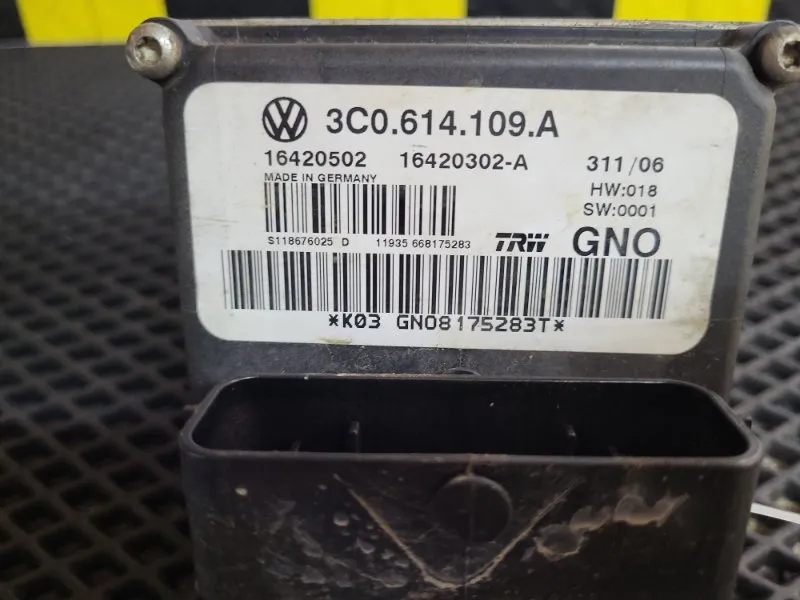 3C0.614.109.A
16420502 16420302-A 311/06
MADE IN GERMANY HW:018
SW:0001
S118676025 D 11935 668175283 TRW GNO
*K03 GNO8175283T*